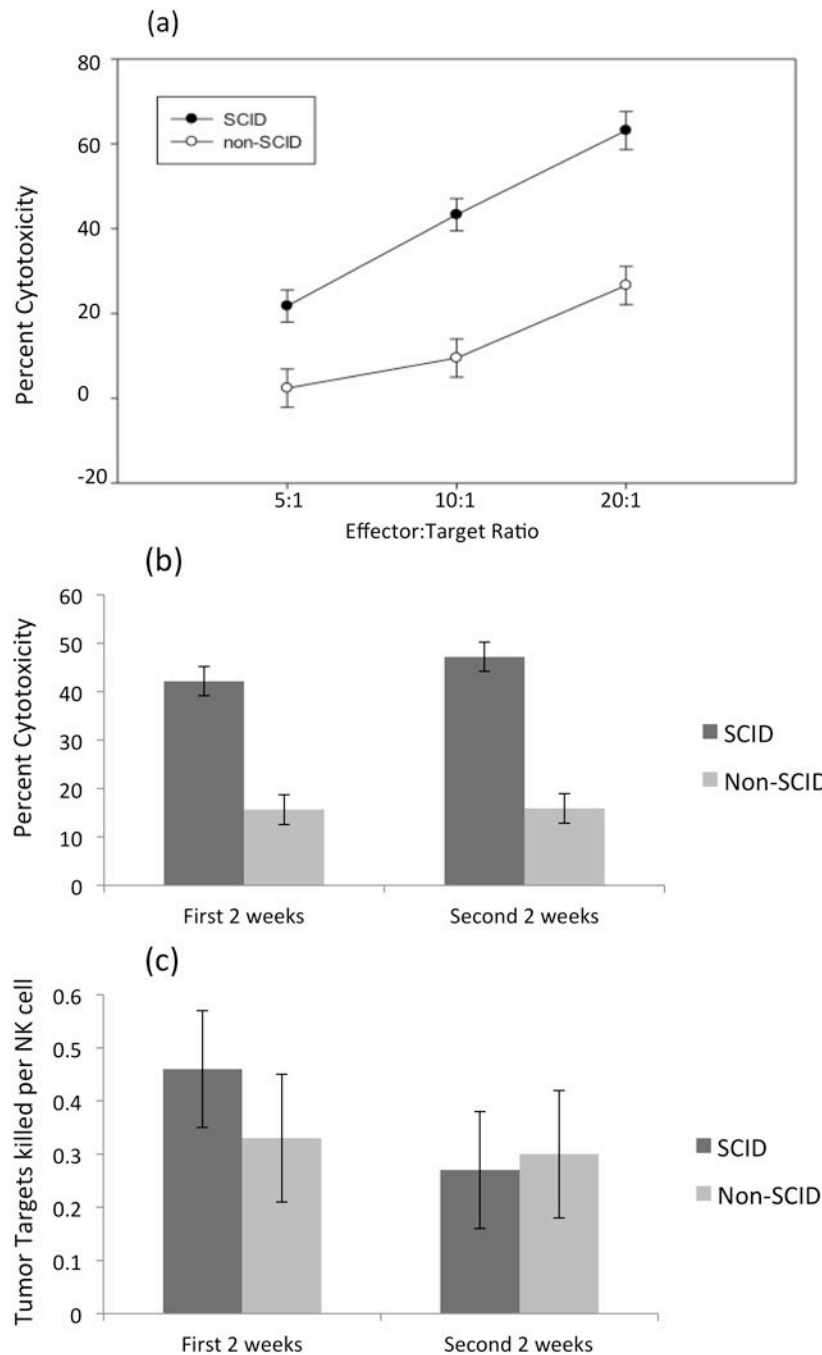 (a)
80
60
40
20
0
-20
Percent Cytotoxicity
SCID
non-SCID
5:1
10:1
20:1
Effector:Target Ratio
(b)
60
50
40
30
20
10
0
Percent Cytotoxicity
SCID
Non-SCID
First 2 weeks
Second 2 weeks
(c)
0.6
0.5
0.4
0.3
0.2
0.1
0
Tumor Targets killed per NK cell
SCID
Non-SCID
First 2 weeks
Second 2 weeks